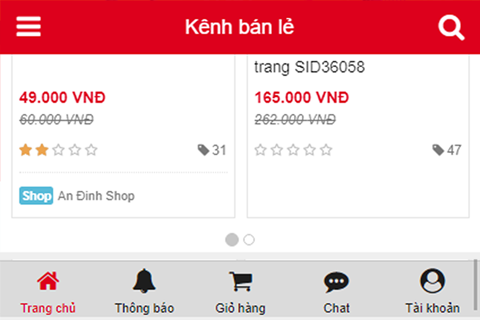 Kênh bán lẻ
trang SID36058
49.000 VNĐ
165.000 VNĐ
60.000 VNĐ
262.000 VNĐ
31
47
Shop An Đinh Shop
Trang chủ
Thông báo
Giỏ hàng
Chat
Tài khoản